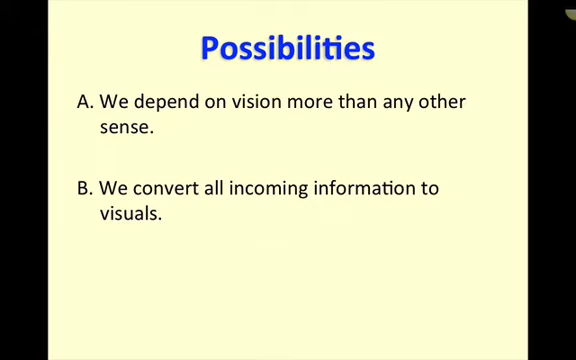 Possibilities
A. We depend on vision more than any other
sense.
B. We convert all incoming information to
visuals.